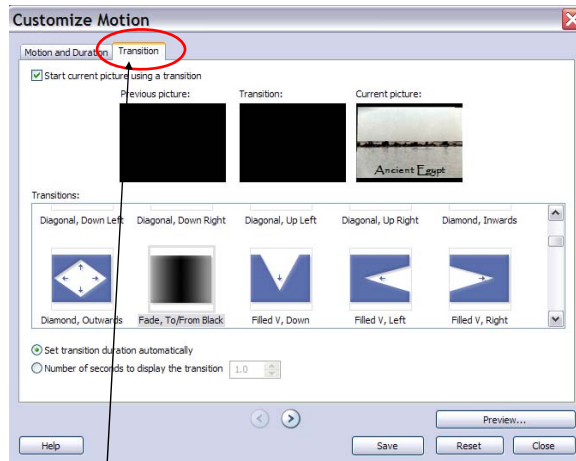 Customize Motion
Motion and Duration Transition
Start current picture using a transition
Previous picture: Transition: Current picture:
Ancient Egypt
Transitions:
Diagonal, Down Left Diagonal, Down Right Diagonal, Up Left Diagonal, Up Right Diamond, Inwards
Diamond, Outwards Fade, To/From Black Filled V, Down Filled V, Left Filled V, Right
Set transition duration automatically
Number of seconds to display the transition 1.0
Preview...
Help Save Reset Close